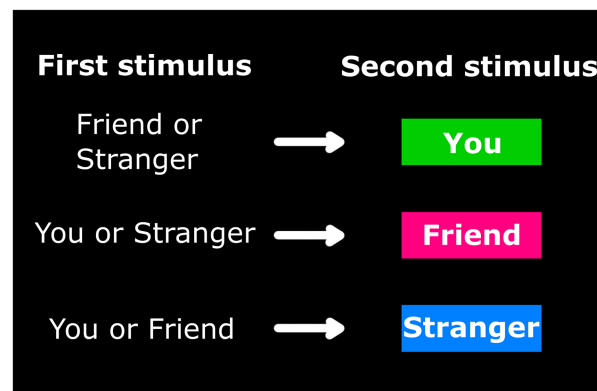 First stimulus
Second stimulus
Friend or
Stranger
You
You or Stranger
Friend
You or Friend
Stranger